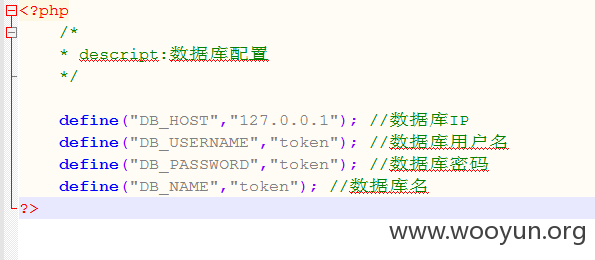 <?php
/*
* descript:数据库配置
*/
define("DB_HOST","127.0.0.1"); //数据库IP
define("DB_USERNAME","token"); //数据库用户名
define("DB_PASSWORD","token"); //数据库密码
define("DB_NAME","token"); //数据库名
?>
www.wooyun.org